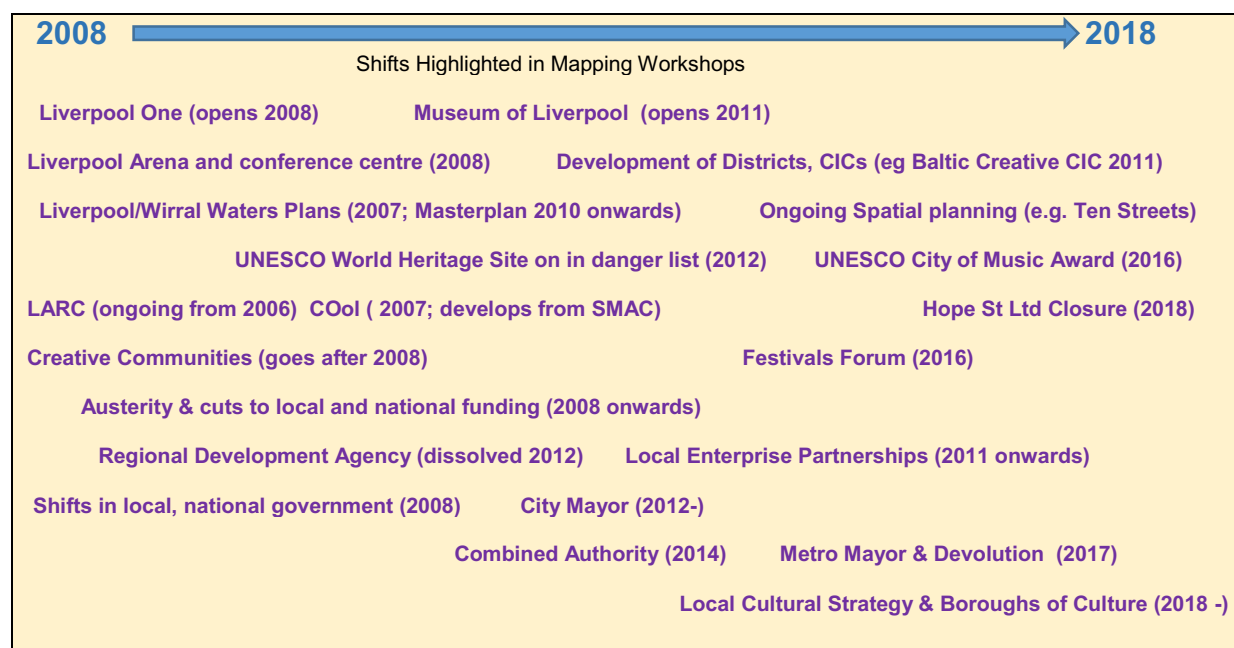 2008 2018
Shifts Highlighted in Mapping Workshops
Liverpool One (opens 2008) Museum of Liverpool (opens 2011)
Liverpool Arena and conference centre (2008) Development of Districts, CICs (eg Baltic Creative CIC 2011)
Liverpool/Wirral Waters Plans (2007; Masterplan 2010 onwards) Ongoing Spatial planning (e.g. Ten Streets)
UNESCO World Heritage Site on in danger list (2012) UNESCO City of Music Award (2016)
LARC (ongoing from 2006) COol ( 2007; develops from SMAC) Hope St Ltd Closure (2018)
Creative Communities (goes after 2008) Festivals Forum (2016)
Austerity & cuts to local and national funding (2008 onwards)
Regional Development Agency (dissolved 2012) Local Enterprise Partnerships (2011 onwards)
Shifts in local, national government (2008) City Mayor (2012-)
Combined Authority (2014) Metro Mayor & Devolution (2017)
Local Cultural Strategy & Boroughs of Culture (2018 -)